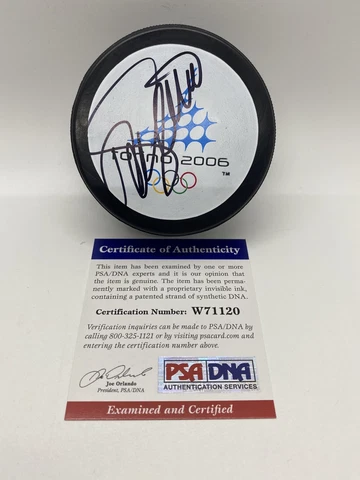 torino 2006
TM
Certificate of Authenticity
This item has been examined by one or more
PSA/DNA experts and it is our opinion that
the item is genuine. The item has been per-
manently marked with a proprietary invisible ink,
containing a patented strand of synthetic DNA.
Certification Number: W71120
Verification inquiries can be made to PSA/DNA by
calling 800-325-1121 or by visiting psacard.com and
entering the certification number above.
Joe Orlando
President, PSA/DNA
PSA DNA
AUTHENTICATION SERVICES
Examined and Certified